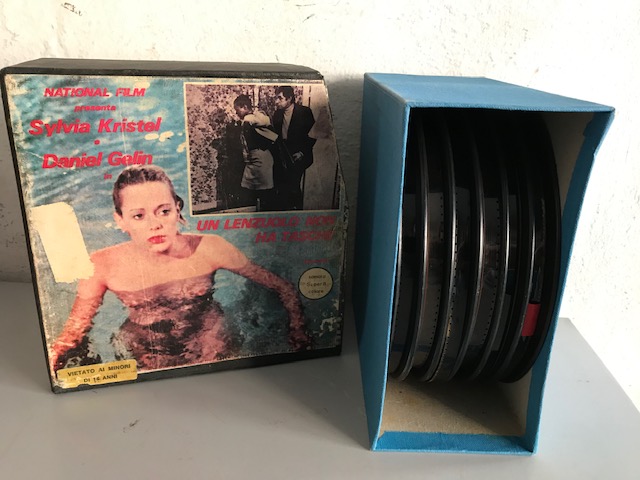 NATIONAL FILM
presenta
Sylvia Kristel
e
Daniel Gelin
in
UN LENZUOLO NON
HA TASCHE
VIETATO AI MINORI
DI 18 ANNI